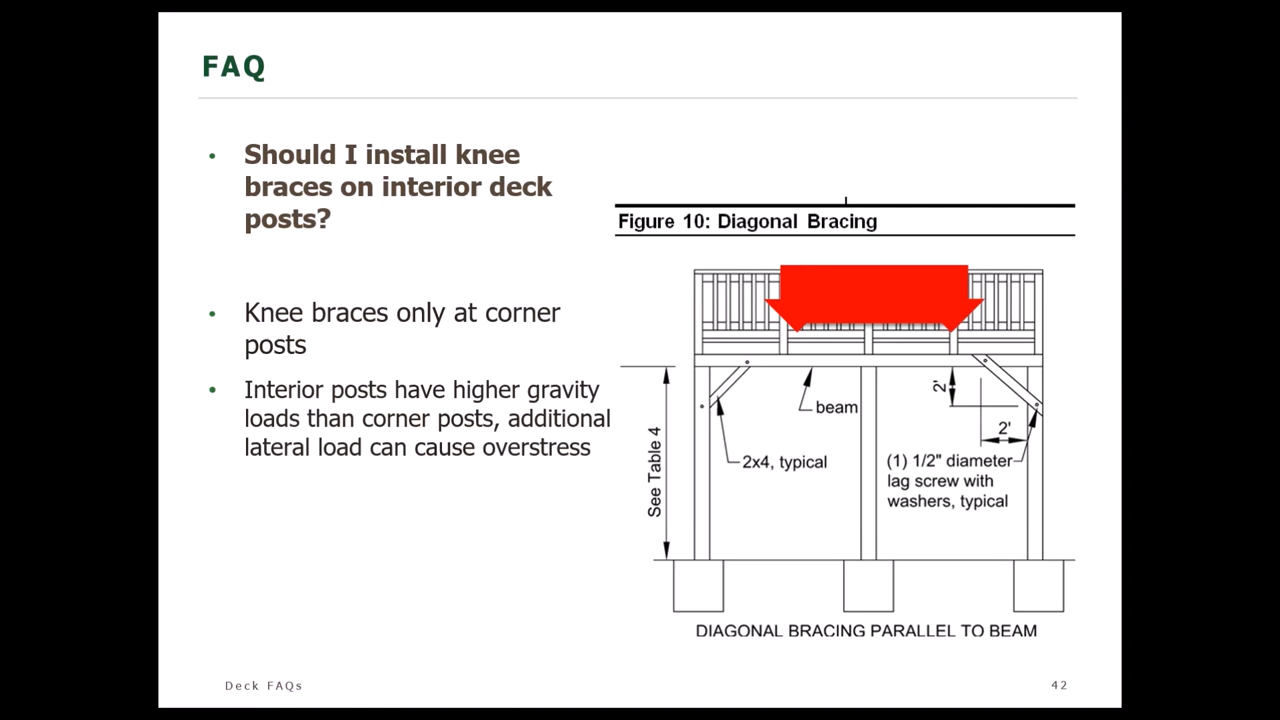 FAQ
• Should I install knee
braces on interior deck
posts?
• Knee braces only at corner
posts
• Interior posts have higher gravity
loads than corner posts, additional
lateral load can cause overstress
Figure 10: Diagonal Bracing
beam
2'
2'
See Table 4
2x4, typical
(1) 1/2" diameter
lag screw with
washers, typical
DIAGONAL BRACING PARALLEL TO BEAM
Deck FAQs
42